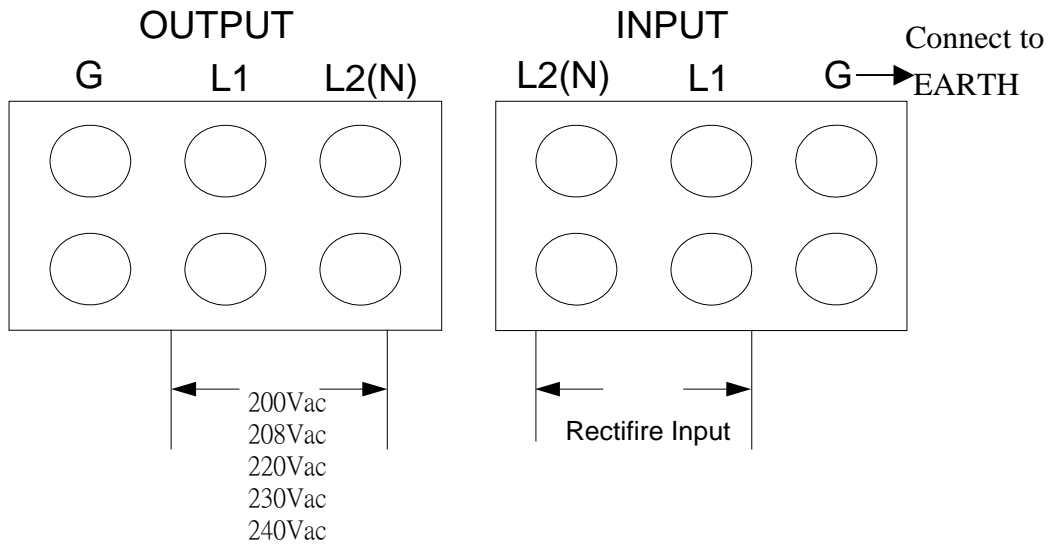 OUTPUT
G L1 L2(N)
200Vac
208Vac
220Vac
230Vac
240Vac
INPUT
L2(N) L1 G
Connect to
EARTH
Rectifire Input